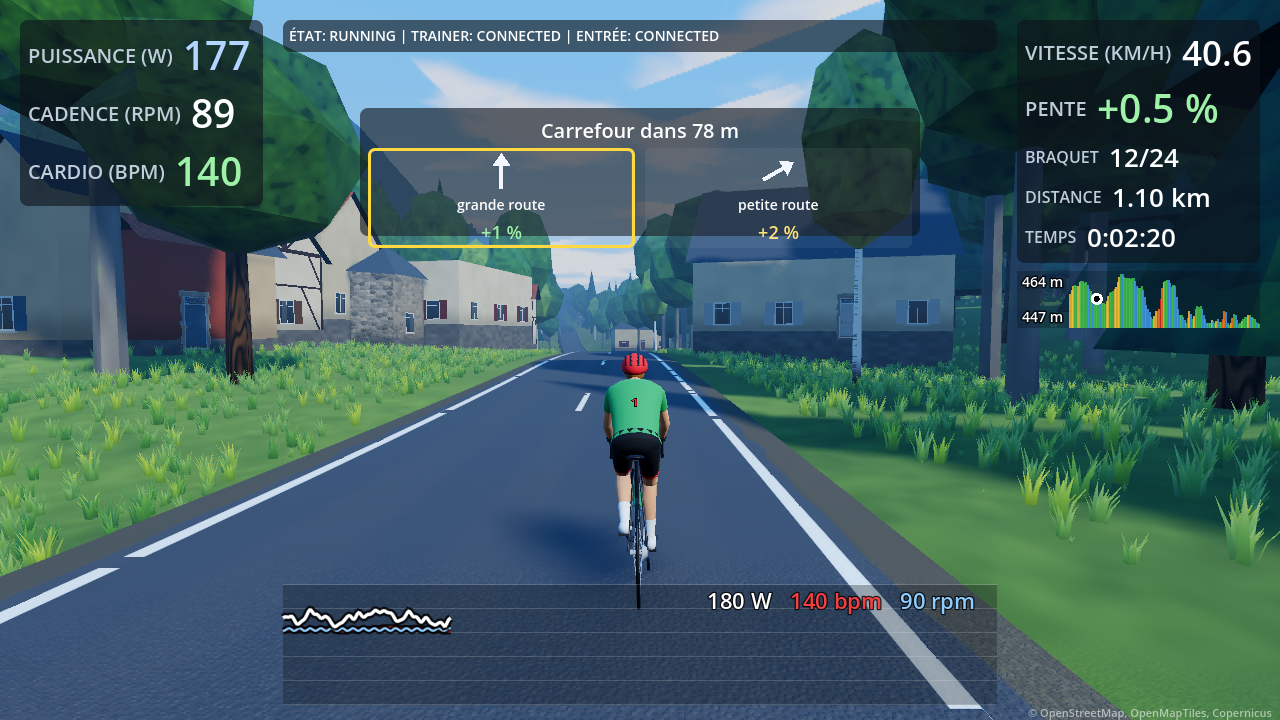 PUISSANCE (W) 177
CADENCE (RPM) 89
CARDIO (BPM) 140
ÉTAT: RUNNING | TRAINER: CONNECTED | ENTRÉE: CONNECTED
Carrefour dans 78 m
grande route
+1 %
petite route
+2 %
VITESSE (KM/H) 40.6
PENTE +0.5 %
BRAQUET 12/24
DISTANCE 1.10 km
TEMPS 0:02:20
464 m
447 m
1
180 W 140 bpm 90 rpm
© OpenStreetMap, OpenMapTiles, Copernicus